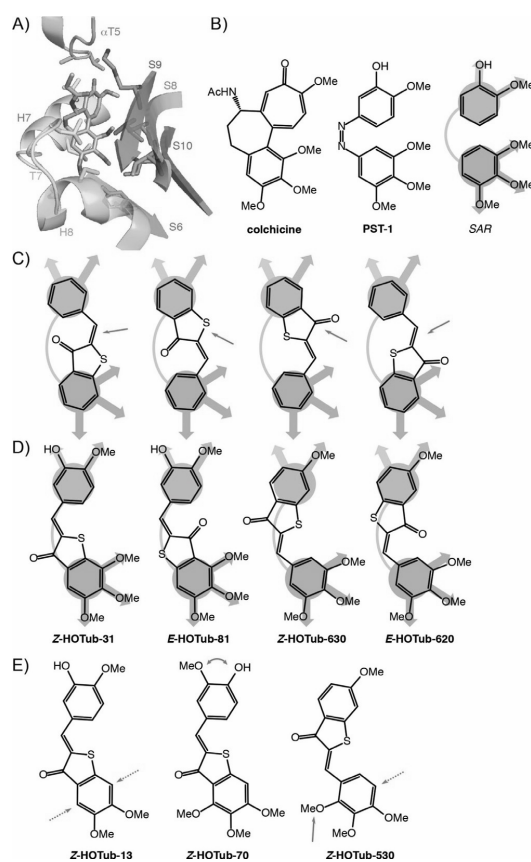 A)
αT5
S9
S8
H7
S10
T7
H8
S6
B)
O
OMe
AcHN
OMe
OMe
OMe
colchicine
OH
OMe
N
N
OMe
OMe
OMe
PST-1
OH
OMe
OMe
OMe
OMe
SAR
C)
O
S
S
O
O
S
S
O
D)
HO
OMe
S
O
OMe
OMe
OMe
Z-HOTub-31
HO
OMe
O
S
OMe
OMe
OMe
E-HOTub-81
OMe
O
S
OMe
OMe
MeO
Z-HOTub-630
OMe
S
O
OMe
OMe
MeO
E-HOTub-620
E)
HO
OMe
S
O
OMe
OMe
Z-HOTub-13
MeO
OH
S
O
OMe
OMe
OMe
Z-HOTub-70
OMe
O
S
MeO
OMe
MeO
Z-HOTub-530